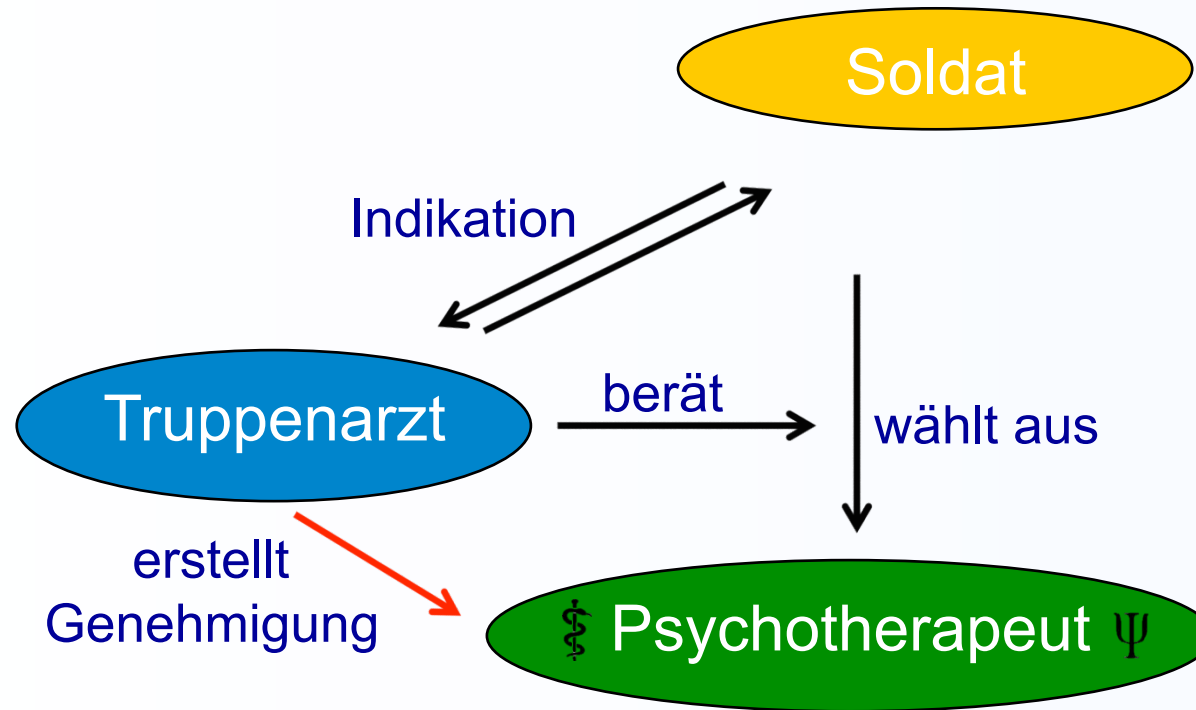 Soldat
Indikation
Truppenarzt
berät
wählt aus
erstellt
Genehmigung
Psychotherapeut Ψ